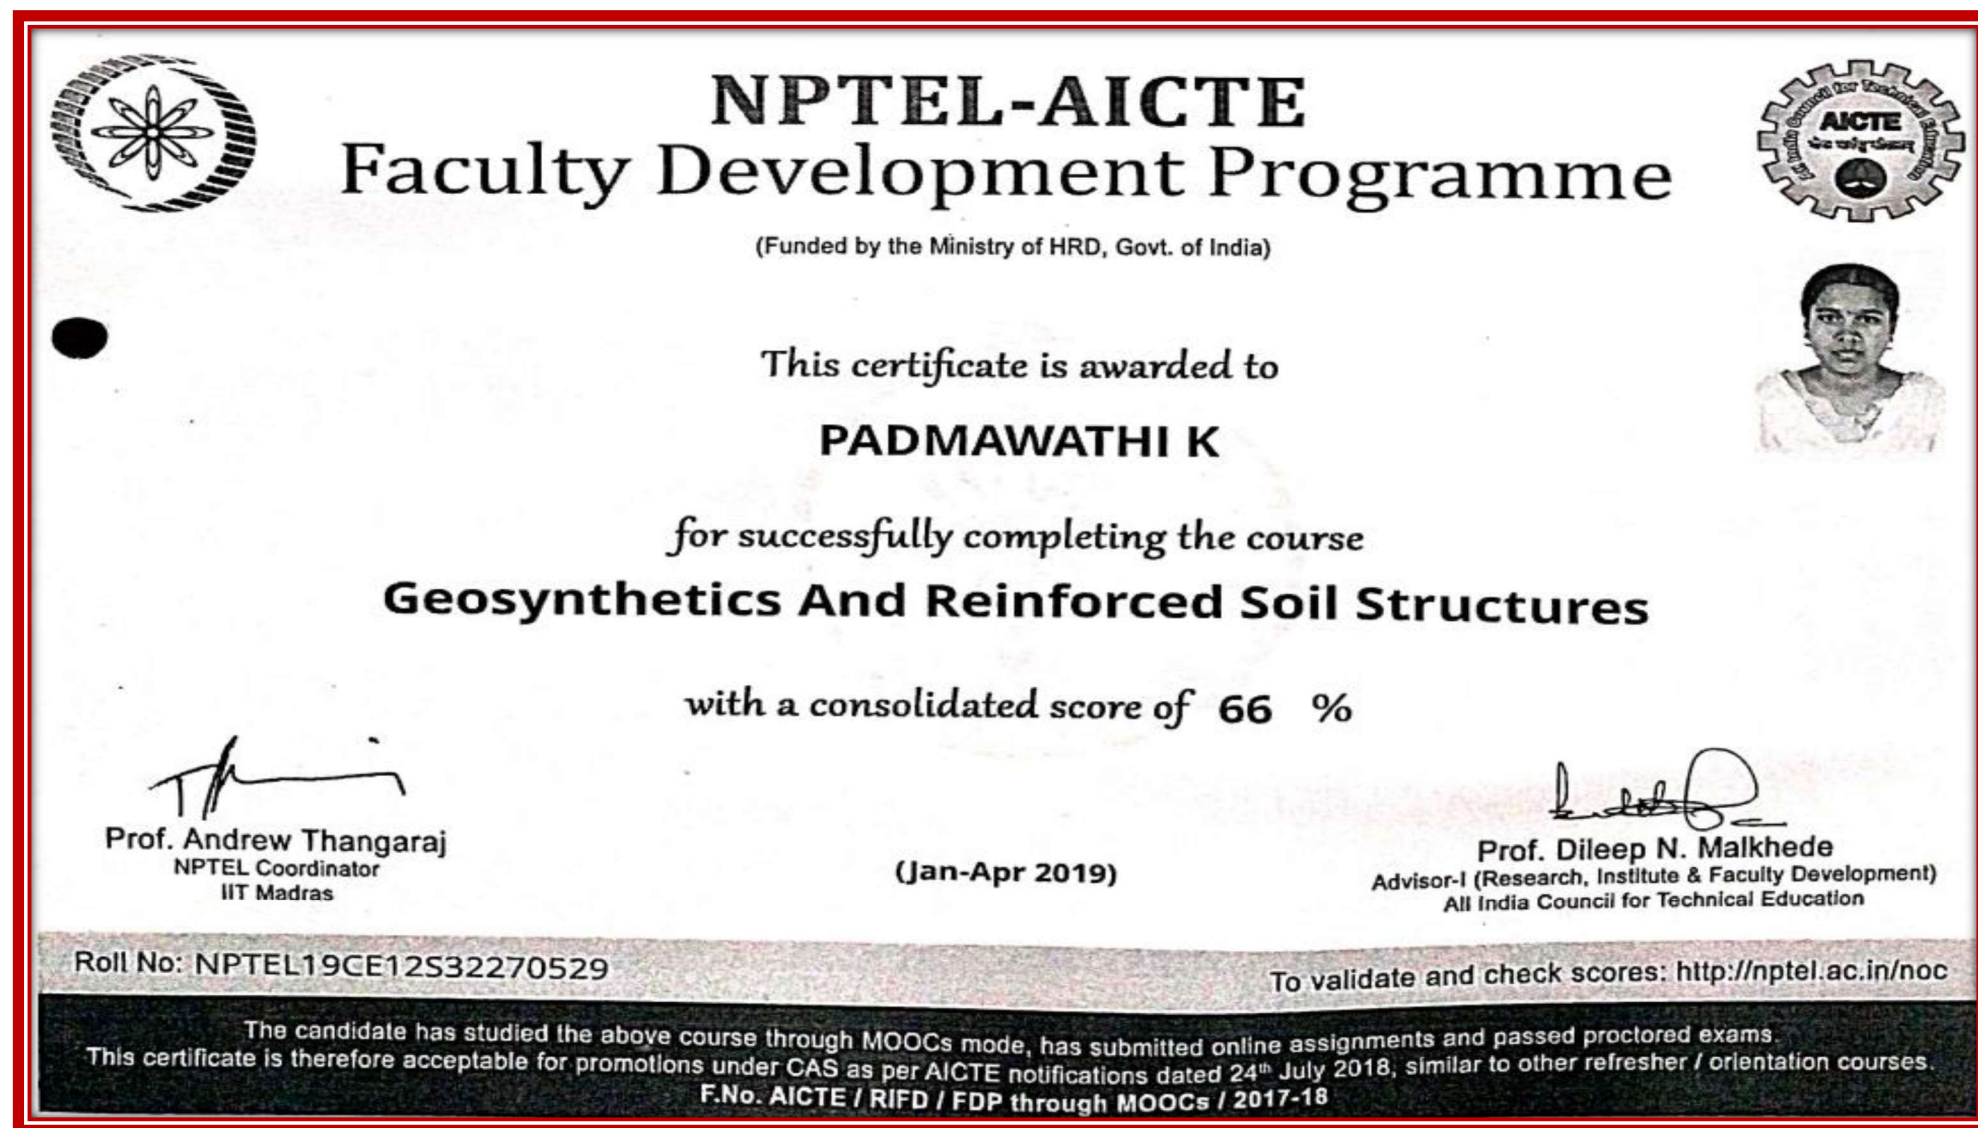 NPTEL-AICTE
Faculty Development Programme
(Funded by the Ministry of HRD, Govt. of India)
All India Council for Technical Education
AICTE
This certificate is awarded to
PADMAWATHI K
for successfully completing the course
Geosynthetics And Reinforced Soil Structures
with a consolidated score of 66 %
Prof. Andrew Thangaraj
NPTEL Coordinator
IIT Madras
(Jan-Apr 2019)
Prof. Dileep N. Malkhede
Advisor-I (Research, Institute & Faculty Development)
All India Council for Technical Education
Roll No: NPTEL19CE12S32270529
To validate and check scores: http://nptel.ac.in/noc
The candidate has studied the above course through MOOCs mode, has submitted online assignments and passed proctored exams.
This certificate is therefore acceptable for promotions under CAS as per AICTE notifications dated 24th July 2018, similar to other refresher / orientation courses.
F.No. AICTE / RIFD / FDP through MOOCs / 2017-18